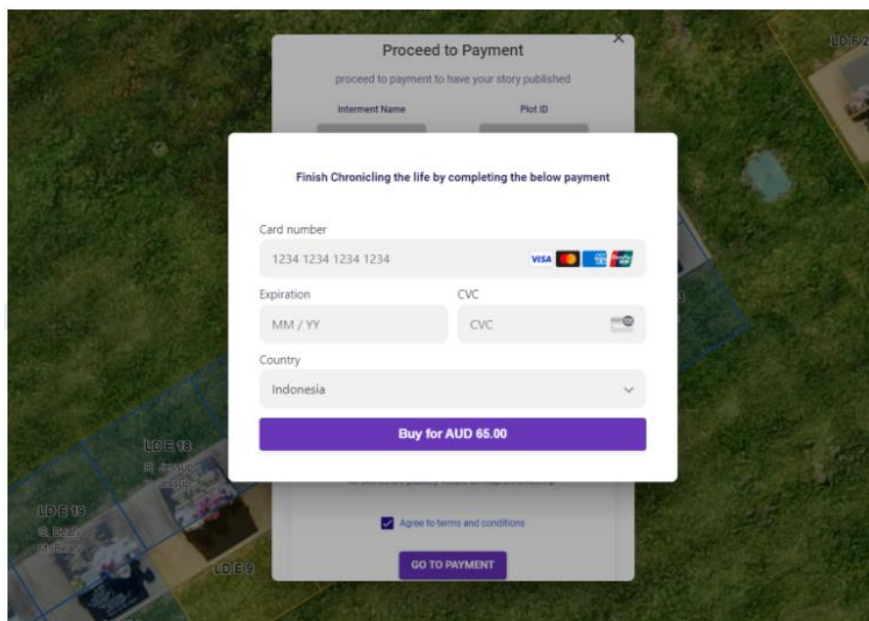 Proceed to Payment
proceed to payment to have your story published
Interment Name
Plot ID
Finish Chronicling the life by completing the below payment
Card number
1234 1234 1234 1234
VISA
Expiration
CVC
MM / YY
CVC
Country
Indonesia
Buy for AUD 65.00
Agree to terms and conditions
GO TO PAYMENT
LD E 2
LD E 18
LD E 19
LD E 9